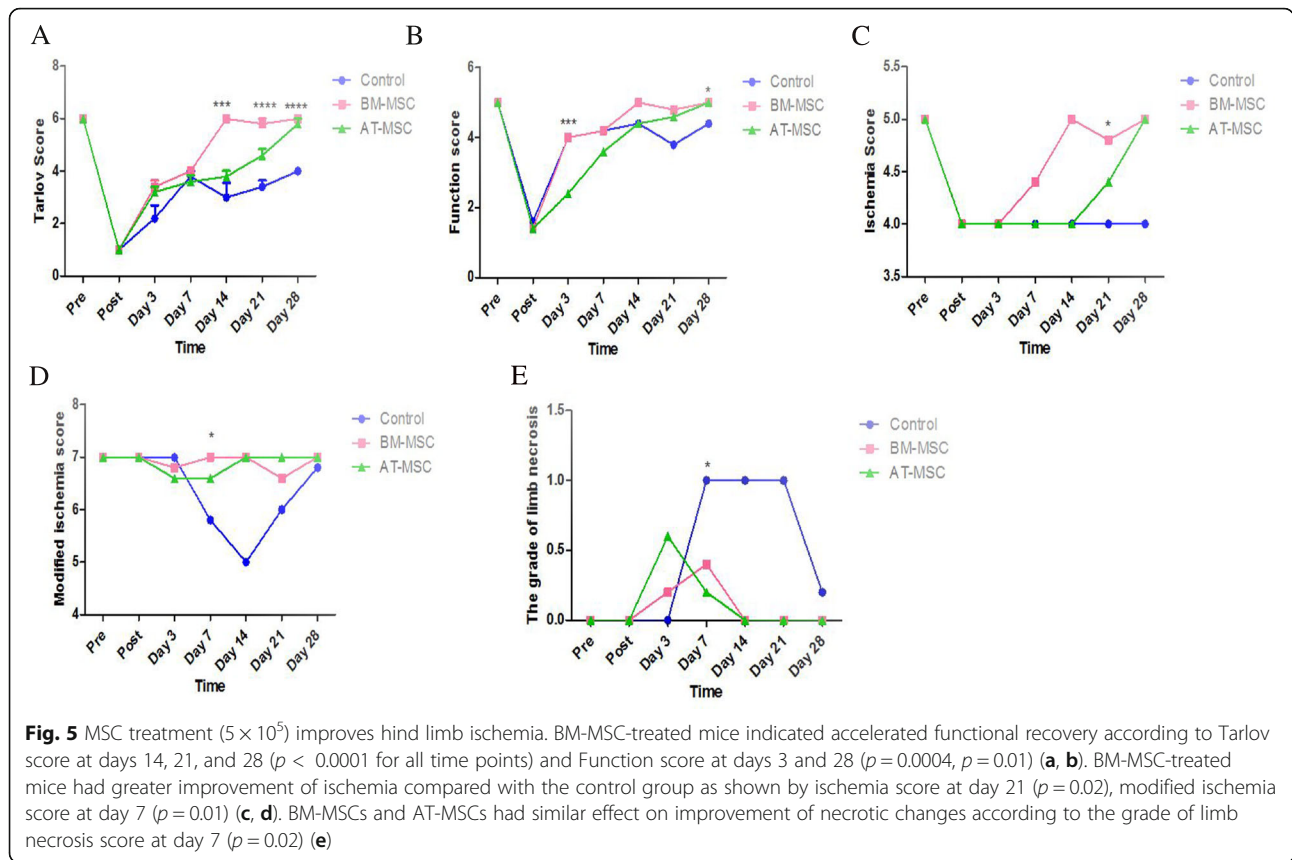 A
8
6
4
2
0
Tarlov Score
***
****
****
Control
BM-MSC
AT-MSC
Pre
Post
Day 3
Day 7
Day 14
Day 21
Day 28
Time
B
6
4
2
0
Function score
***
*
Control
BM-MSC
AT-MSC
Pre
Post
Day 3
Day 7
Day 14
Day 21
Day 28
Time
C
5.5
5.0
4.5
4.0
3.5
Ischemia Score
*
Control
BM-MSC
AT-MSC
Pre
Post
Day 3
Day 7
Day 14
Day 21
Day 28
Time
D
8
7
6
5
4
Modified ischemia score
*
Control
BM-MSC
AT-MSC
Pre
Post
Day 3
Day 7
Day 14
Day 21
Day 28
Time
E
1.5
1.0
0.5
0.0
The grade of limb necrosis
*
Control
BM-MSC
AT-MSC
Pre
Post
Day 3
Day 7
Day 14
Day 21
Day 28
Time
Fig. 5 MSC treatment (5 × 10⁵) improves hind limb ischemia. BM-MSC-treated mice indicated accelerated functional recovery according to Tarlov
score at days 14, 21, and 28 (p < 0.0001 for all time points) and Function score at days 3 and 28 (p = 0.0004, p = 0.01) (a, b). BM-MSC-treated
mice had greater improvement of ischemia compared with the control group as shown by ischemia score at day 21 (p = 0.02), modified ischemia
score at day 7 (p = 0.01) (c, d). BM-MSCs and AT-MSCs had similar effect on improvement of necrotic changes according to the grade of limb
necrosis score at day 7 (p = 0.02) (e)